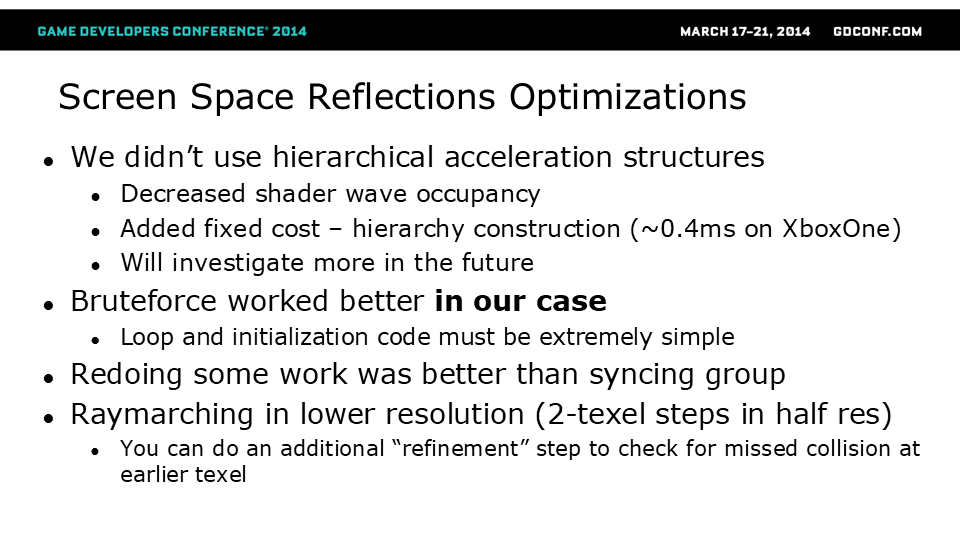 GAME DEVELOPERS CONFERENCE® 2014 MARCH 17–21, 2014 GDCONF.COM
Screen Space Reflections Optimizations
● We didn’t use hierarchical acceleration structures
● Decreased shader wave occupancy
● Added fixed cost – hierarchy construction (~0.4ms on XboxOne)
● Will investigate more in the future
● Bruteforce worked better in our case
● Loop and initialization code must be extremely simple
● Redoing some work was better than syncing group
● Raymarching in lower resolution (2-texel steps in half res)
● You can do an additional “refinement” step to check for missed collision at
earlier texel